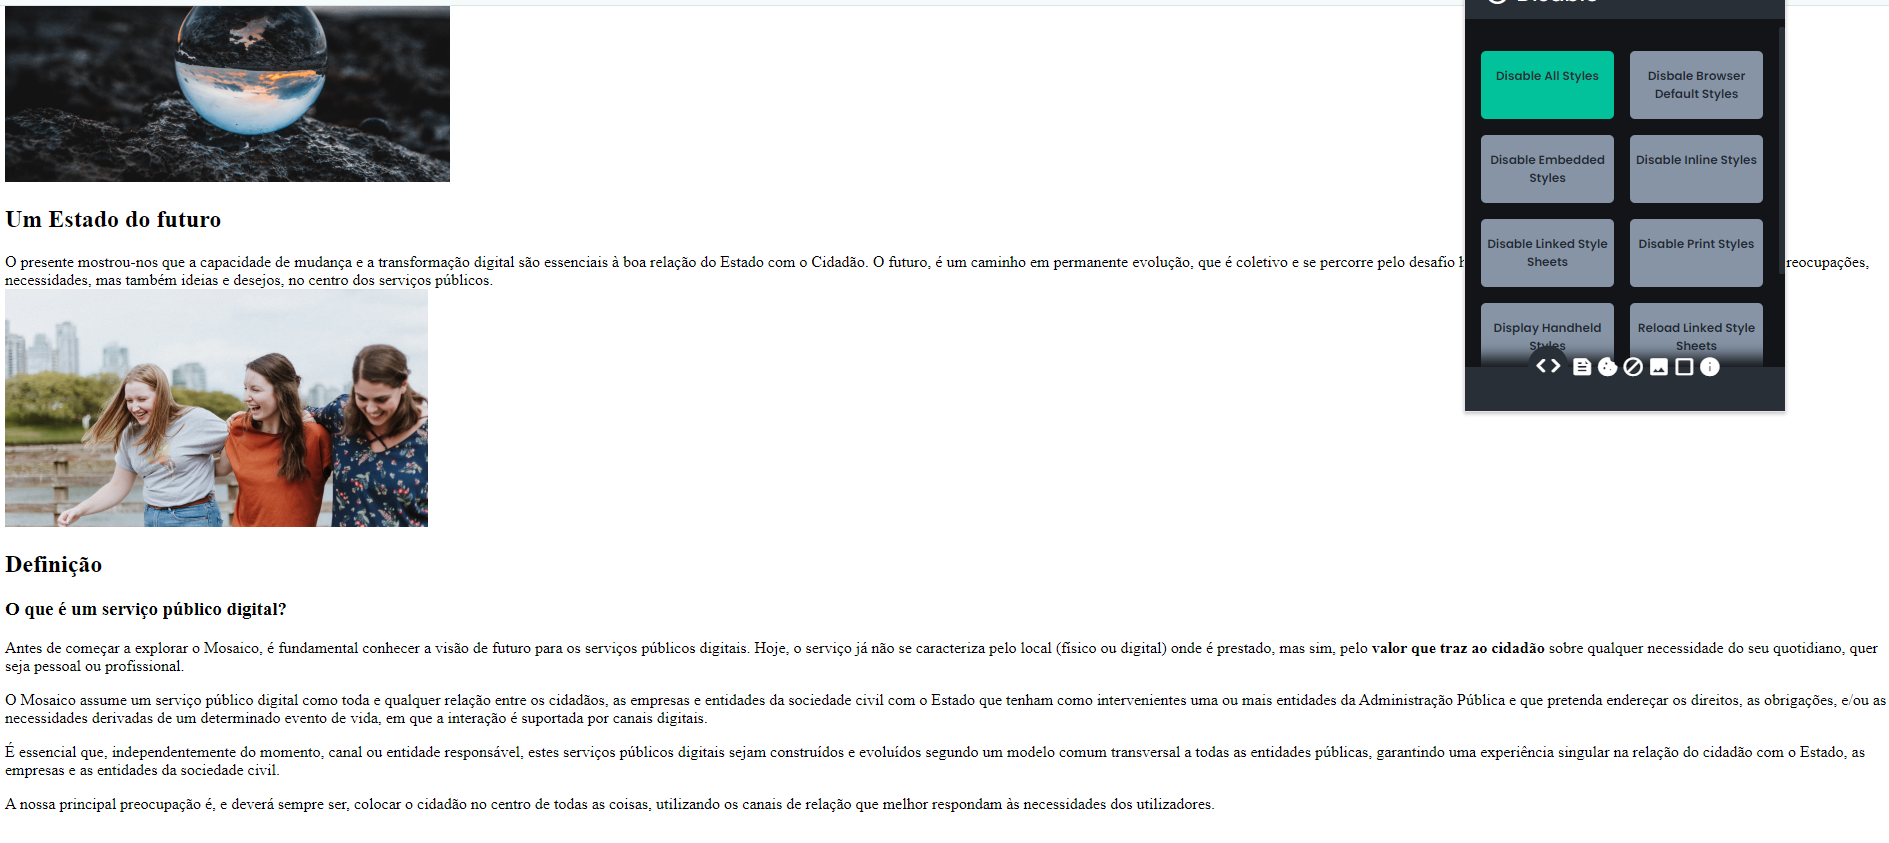 Um Estado do futuro
O presente mostrou-nos que a capacidade de mudança e a transformação digital são essenciais à boa relação do Estado com o Cidadão. O futuro, é um caminho em permanente evolução, que é coletivo e se percorre pelo desafio
necessidades, mas também ideias e desejos, no centro dos serviços públicos.
Definição
O que é um serviço público digital?
Antes de começar a explorar o Mosaico, é fundamental conhecer a visão de futuro para os serviços públicos digitais. Hoje, o serviço já não se caracteriza pelo local (físico ou digital) onde é prestado, mas sim, pelo valor que traz ao cidadão sobre qualquer necessidade do seu quotidiano, quer
seja pessoal ou profissional.
O Mosaico assume um serviço público digital como toda e qualquer relação entre os cidadãos, as empresas e entidades da sociedade civil com o Estado que tenham como intervenientes uma ou mais entidades da Administração Pública e que pretenda endereçar os direitos, as obrigações, e/ou as
necessidades derivadas de um determinado evento de vida, em que a interação é suportada por canais digitais.
É essencial que, independentemente do momento, canal ou entidade responsável, estes serviços públicos digitais sejam construídos e evoluídos segundo um modelo comum transversal a todas as entidades públicas, garantindo uma experiência singular na relação do cidadão com o Estado, as
empresas e as entidades da sociedade civil.
A nossa principal preocupação é, e deverá sempre ser, colocar o cidadão no centro de todas as coisas, utilizando os canais de relação que melhor respondam às necessidades dos utilizadores.
Disable All Styles
Disbale Browser
Default Styles
Disable Embedded
Styles
Disable Inline Styles
Disable Linked Style
Sheets
Disable Print Styles
Display Handheld
Styles
Reload Linked Style
Sheets